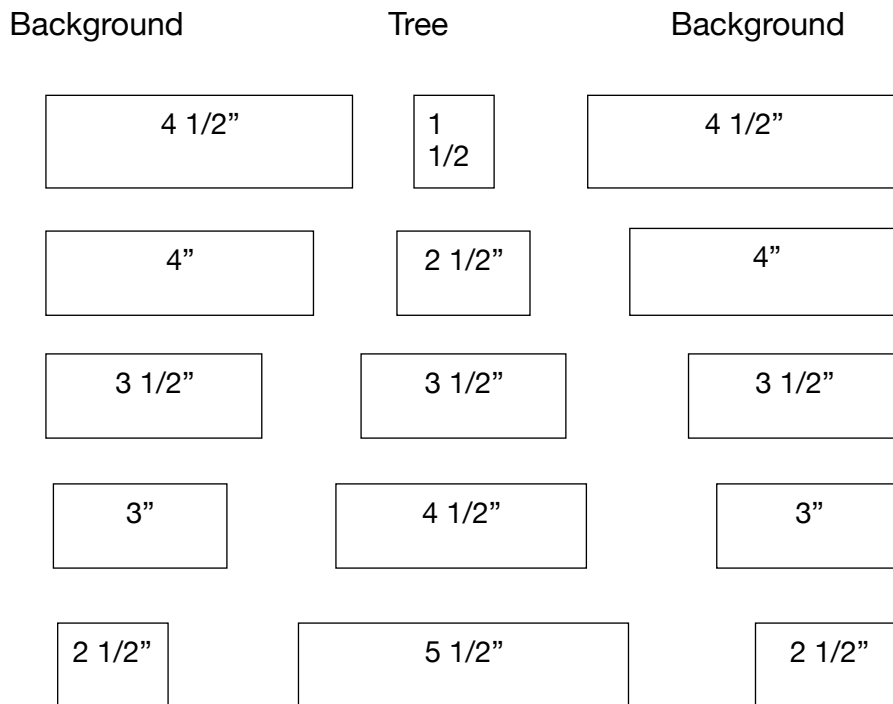 Background Tree Background
4 1/2” 1 4 1/2”
1/2
4” 2 1/2” 4”
3 1/2” 3 1/2” 3 1/2”
3” 4 1/2” 3”
2 1/2” 5 1/2” 2 1/2”